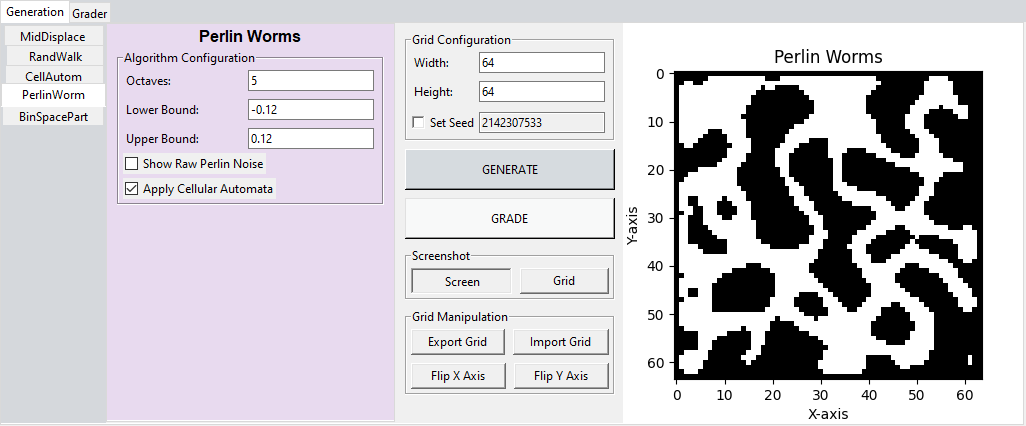 Generation Grader
MidDisplace
RandWalk
CellAutom
PerlinWorm
BinSpacePart
Perlin Worms
Algorithm Configuration
Octaves: 5
Lower Bound: -0.12
Upper Bound: 0.12
Show Raw Perlin Noise
Apply Cellular Automata
Grid Configuration
Width: 64
Height: 64
Set Seed 2142307533
GENERATE
GRADE
Screenshot
Screen Grid
Grid Manipulation
Export Grid Import Grid
Flip X Axis Flip Y Axis
Perlin Worms
0
10
20
30
40
50
60
Y-axis
0 10 20 30 40 50 60
X-axis